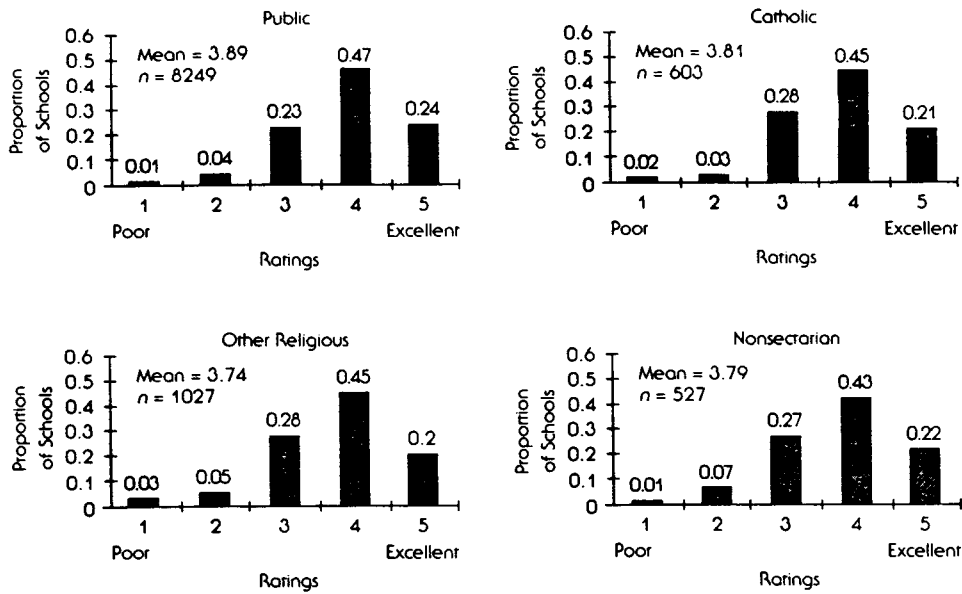 Public
Proportion
of Schools
0.6
0.5
0.4
0.3
0.2
0.1
0
Mean = 3.89
n = 8249
0.01
0.04
0.23
0.47
0.24
1
2
3
4
5
Poor
Excellent
Ratings
Catholic
Proportion
of Schools
0.6
0.5
0.4
0.3
0.2
0.1
0
Mean = 3.81
n = 603
0.02
0.03
0.28
0.45
0.21
1
2
3
4
5
Poor
Excellent
Ratings
Other Religious
Proportion
of Schools
0.6
0.5
0.4
0.3
0.2
0.1
0
Mean = 3.74
n = 1027
0.03
0.05
0.28
0.45
0.2
1
2
3
4
5
Poor
Excellent
Ratings
Nonsectarian
Proportion
of Schools
0.6
0.5
0.4
0.3
0.2
0.1
0
Mean = 3.79
n = 527
0.01
0.07
0.27
0.43
0.22
1
2
3
4
5
Poor
Excellent
Ratings